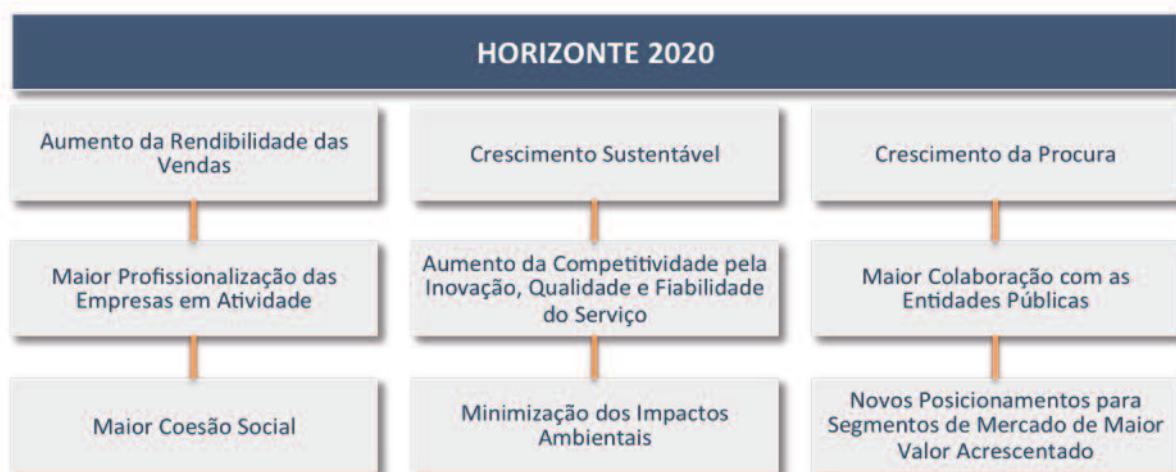 HORIZONTE 2020
Aumento da Rendibilidade das
Vendas
Crescimento Sustentável
Crescimento da Procura
Maior Profissionalização das
Empresas em Atividade
Aumento da Competitividade pela
Inovação, Qualidade e Fiabilidade
do Serviço
Maior Colaboração com as
Entidades Públicas
Maior Coesão Social
Minimização dos Impactos
Ambientais
Novos Posicionamentos para
Segmentos de Mercado de Maior
Valor Acrescentado